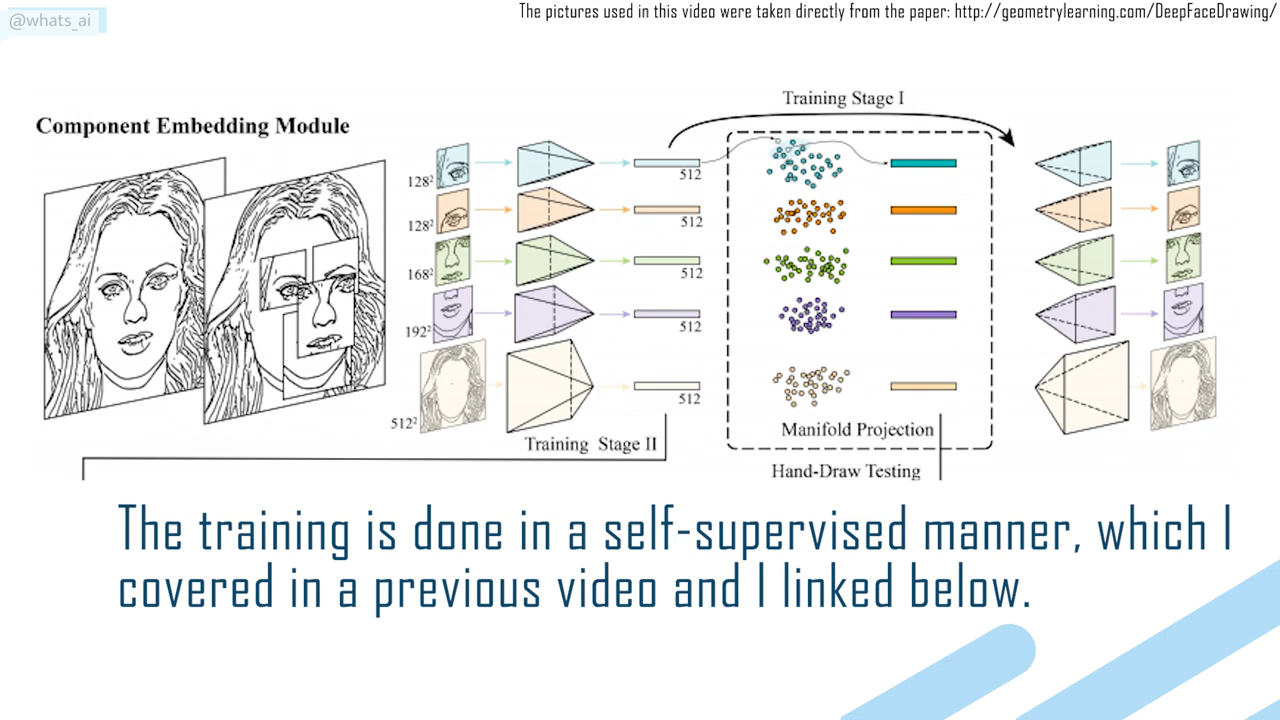 @whats_ai
The pictures used in this video were taken directly from the paper: http://geometrylearning.com/DeepFaceDrawing/
Training Stage I
Component Embedding Module
128²
512
128²
512
168²
512
192²
512
512²
512
Training Stage II
Manifold Projection
Hand-Draw Testing
The training is done in a self-supervised manner, which I
covered in a previous video and I linked below.